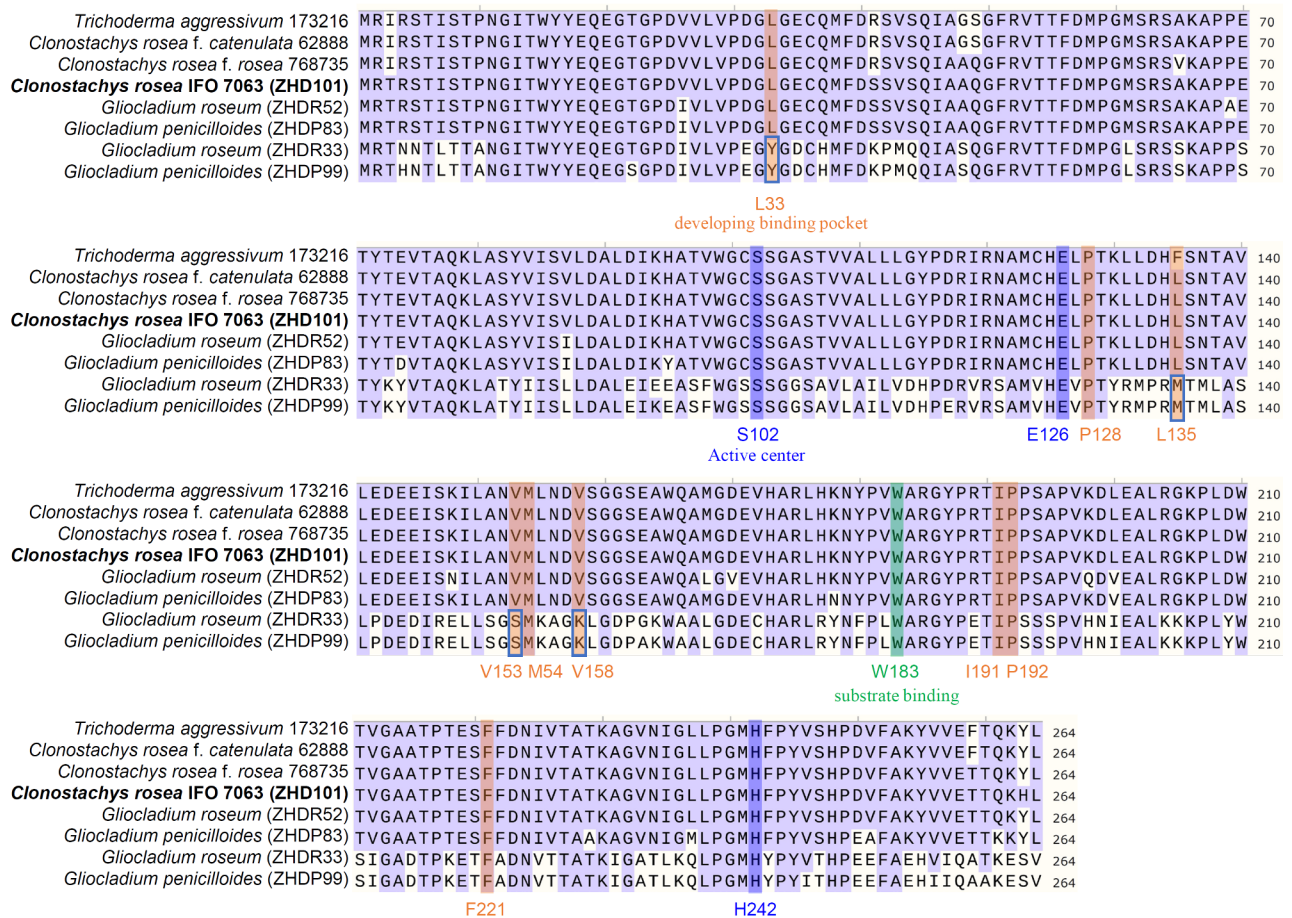 Trichoderma aggressivum 173216 MRIRSTISTPNGITWYYEQEGTGPDVVLVPDGLGECQMFDRSVSQIAGSGFRVTTFDMPGMSRSAKAPPE 70
Clonostachys rosea f. catenulata 62888 MRIRSTISTPNGITWYYEQEGTGPDVVLVPDGLGECQMFDRSVSQIAGSGFRVTTFDMPGMSRSAKAPPE 70
Clonostachys rosea f. rosea 768735 MRIRSTISTPNGITWYYEQEGTGPDVVLVPDGLGECQMFDRSVSQIAAQGFRVTTFDMPGMSRSVKAPPE 70
Clonostachys rosea IFO 7063 (ZHD101) MRTRSTISTPNGITWYYEQEGTGPDVVLVPDGLGECQMFDSSVSQIAAQGFRVTTFDMPGMSRSAKAPPE 70
Gliocladium roseum (ZHDR52) MRTRSTISTPNGITWYYEQEGTGPDIVLVPDGLGECQMFDSSVSQIAAQGFRVTTFDMPGMSRSAKAPAE 70
Gliocladium penicilloides (ZHDP83) MRTRSTISTPNGITWYYEQEGTGPDIVLVPDGLGECQMFDSSVSQIAAQGFRVTTFDMPGMSRSAKAPPE 70
Gliocladium roseum (ZHDR33) MRTNNTLTTANGITWYYEQEGTGPDIVLVPEGYGDCHMFDKPMQQIASQGFRVTTFDMPGLSRSSKAPPS 70
Gliocladium penicilloides (ZHDP99) MRTHNTLTTANGITWYYEQEGSGPDIVLVPEGYGDCHMFDKPMQQIASQGFRVTTFDMPGLSRSSKAPPS 70
L33
developing binding pocket
Trichoderma aggressivum 173216 TYTEVTAQKLASYVISVLDALDIKHATVWGCSSGASTVVALLLGYPDRIRNAMCHELPTKLLDHFSNTAV 140
Clonostachys rosea f. catenulata 62888 TYTEVTAQKLASYVISVLDALDIKHATVWGCSSGASTVVALLLGYPDRIRNAMCHELPTKLLDHLSNTAV 140
Clonostachys rosea f. rosea 768735 TYTEVTAQKLASYVISVLDALDIKHATVWGCSSGASTVVALLLGYPDRIRNAMCHELPTKLLDHLSNTAV 140
Clonostachys rosea IFO 7063 (ZHD101) TYTEVTAQKLASYVISVLDALDIKHATVWGCSSGASTVVALLLGYPDRIRNAMCHELPTKLLDHLSNTAV 140
Gliocladium roseum (ZHDR52) TYTEVTAQKLASYVISILDALDIKHATVWGCSSGASTVVALLLGYPDRIRNAMCHELPTKLLDHLSNTAV 140
Gliocladium penicilloides (ZHDP83) TYTDVTAQKLASYVISILDALDIKYATVWGCSSGASTVVALLLGYPDRIRNAMCHELPTKLLDHLSNTAV 140
Gliocladium roseum (ZHDR33) TYKYVTAQKLATYIISLLDALEIEEASFWGSSSGGSAVLAILVDHPDRVRSAMVHEVPTYRMPRMTMLAS 140
Gliocladium penicilloides (ZHDP99) TYKYVTAQKLATYIISLLDALEIKEASFWGSSSGGSAVLAILVDHPERVRSAMVHEVPTYRMPRMTMLAS 140
S102 E126 P128 L135
Active center
Trichoderma aggressivum 173216 LEDEEISKILANVMLNDVSGGSEAWQAMGDEVHARLHKNYPVWARGYPRTIPPSAPVKDLEALRGKPLDW 210
Clonostachys rosea f. catenulata 62888 LEDEEISKILANVMLNDVSGGSEAWQAMGDEVHARLHKNYPVWARGYPRTIPPSAPVKDLEALRGKPLDW 210
Clonostachys rosea f. rosea 768735 LEDEEISKILANVMLNDVSGGSEAWQAMGDEVHARLHKNYPVWARGYPRTIPPSAPVKDLEALRGKPLDW 210
Clonostachys rosea IFO 7063 (ZHD101) LEDEEISKILANVMLNDVSGGSEAWQAMGDEVHARLHKNYPVWARGYPRTIPPSAPVKDLEALRGKPLDW 210
Gliocladium roseum (ZHDR52) LEDEEISNILANVMLNDVSGGSEAWQALGVEVHARLHKNYPVWARGYPRTIPPSAPVQDVEALRGKPLDW 210
Gliocladium penicilloides (ZHDP83) LEDEEISKILANVMLNDVSGGSEAWQAMGDEVHARLHNNYPVWARGYPRTIPPSAPVKDVEALRGKPLDW 210
Gliocladium roseum (ZHDR33) LPDEDIRELLSGSMKAGKLGDPGKWAALGDECHARLRYNFPLWARGYPETIPSSSPVHNIEALKKKPLYW 210
Gliocladium penicilloides (ZHDP99) LPDEDIRELLSGSMKAGKLGDPAKWAALGDECHARLRYNFPLWARGYPETIPSSSPVHNIEALKKKPLYW 210
V153 M54 V158 W183 I191 P192
substrate binding
Trichoderma aggressivum 173216 TVGAATPTESFFDNIVTATKAGVNIGLLPGMHFPYVSHPDVFAKYVVEFTQKYL 264
Clonostachys rosea f. catenulata 62888 TVGAATPTESFFDNIVTATKAGVNIGLLPGMHFPYVSHPDVFAKYVVEFTQKYL 264
Clonostachys rosea f. rosea 768735 TVGAATPTESFFDNIVTATKAGVNIGLLPGMHFPYVSHPDVFAKYVVETTQKYL 264
Clonostachys rosea IFO 7063 (ZHD101) TVGAATPTESFFDNIVTATKAGVNIGLLPGMHFPYVSHPDVFAKYVVETTQKHL 264
Gliocladium roseum (ZHDR52) TVGAATPTESFFDNIVTATKAGVNIGLLPGMHFPYVSHPDVFAKYVVETTQKYL 264
Gliocladium penicilloides (ZHDP83) TVGAATPTESFFDNIVTAAKAGVNIGMLPGMHFPYVSHPEAFAKYVVETTKKYL 264
Gliocladium roseum (ZHDR33) SIGADTPKETFADNVTTATKIGATLKQLPGMHYPYVTHPEEFAEHVIQATKESV 264
Gliocladium penicilloides (ZHDP99) SIGADTPKETFADNVTTATKIGATLKQLPGMHYPYITHPEEFAEHIIQAAKESV 264
F221 H242